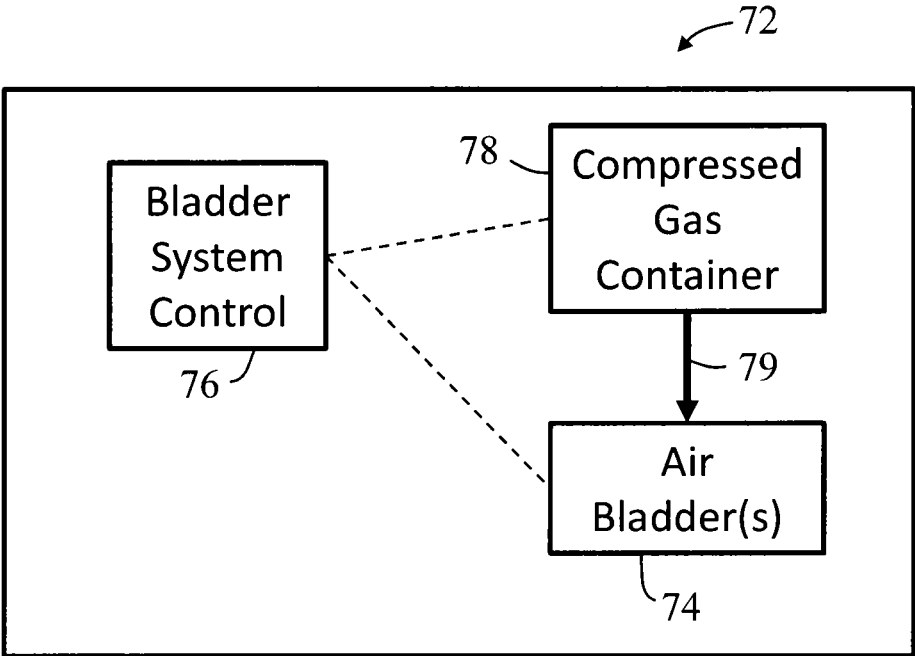 72
78
Compressed
Gas
Container
Bladder
System
Control
76
79
Air
Bladder(s)
74